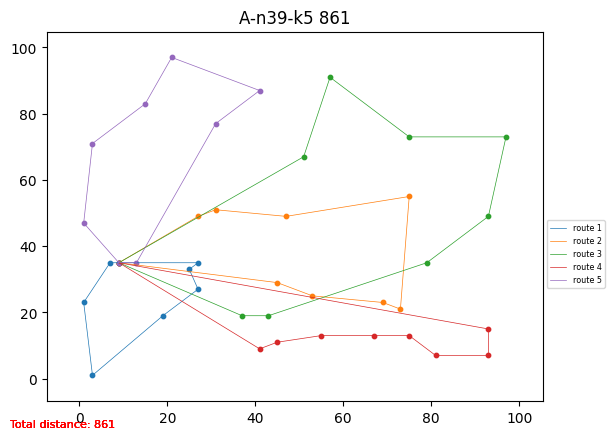 A-n39-k5 861
100
80
60
40
20
0
0 20 40 60 80 100
route 1
route 2
route 3
route 4
route 5
Total distance: 861